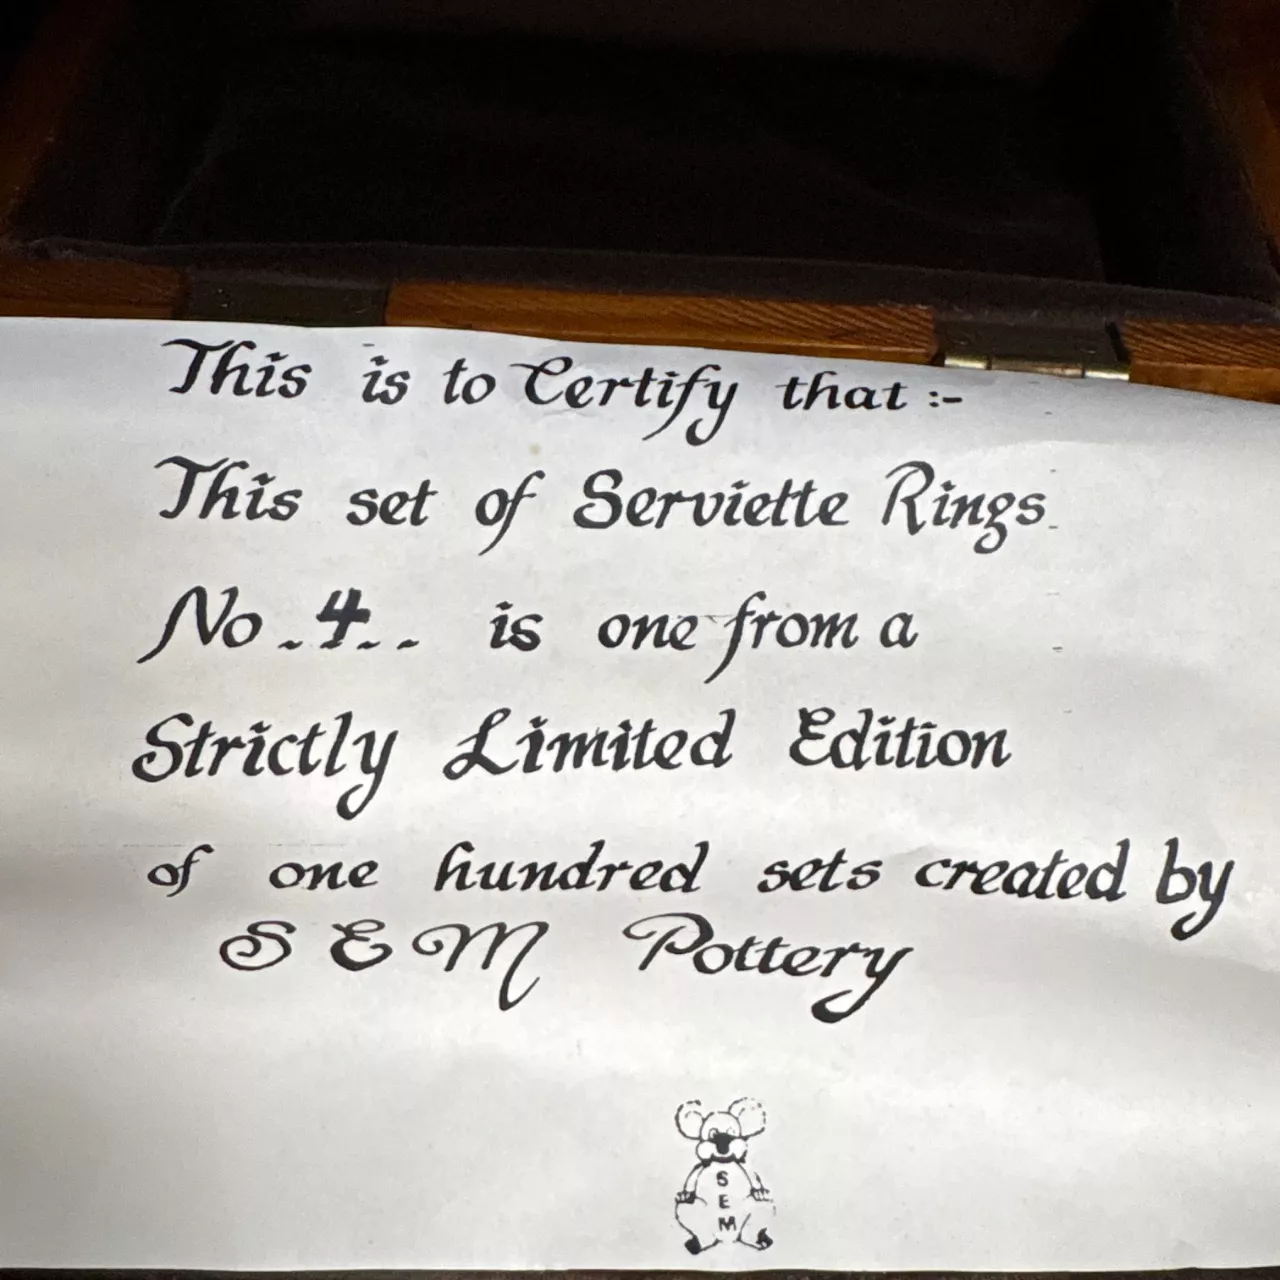 This is to Certify that :-
This set of Serviette Rings
No . 4 . . is one from a
Strictly Limited Edition
of one hundred sets created by
S E M Pottery
S
E
M